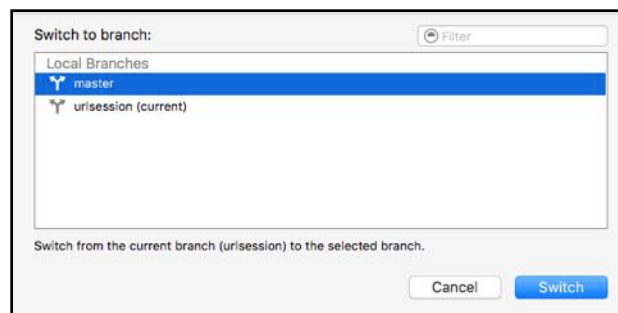 Switch to branch:
Filter
Local Branches
master
urlsession (current)
Switch from the current branch (urlsession) to the selected branch.
Cancel
Switch